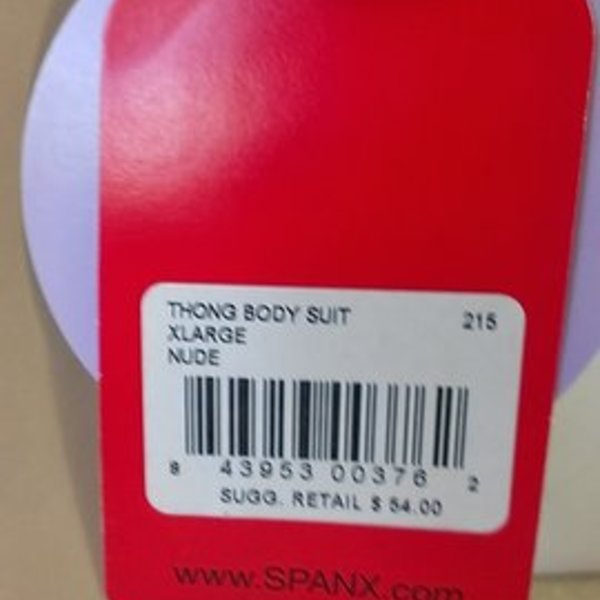 THONG BODY SUIT 215
XLARGE
NUDE
8 43953 00376 2
SUGG. RETAIL $ 54.00
www.SPANX.com